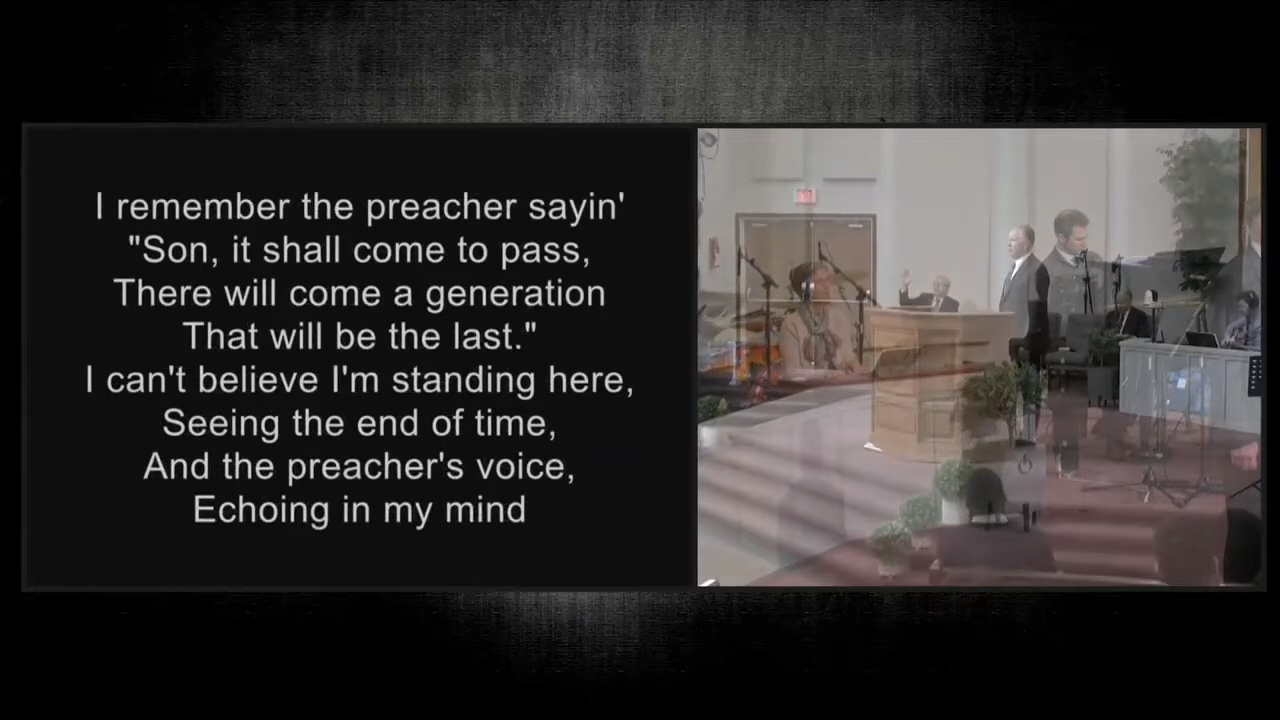 I remember the preacher sayin'
"Son, it shall come to pass,
There will come a generation
That will be the last."
I can't believe I'm standing here,
Seeing the end of time,
And the preacher's voice,
Echoing in my mind